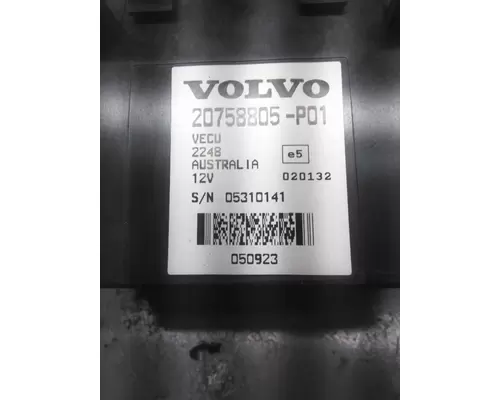 VOLVO
20758805-P01
VECU
2248 e5
AUSTRALIA
12V 020132
S/N 05310141
050923